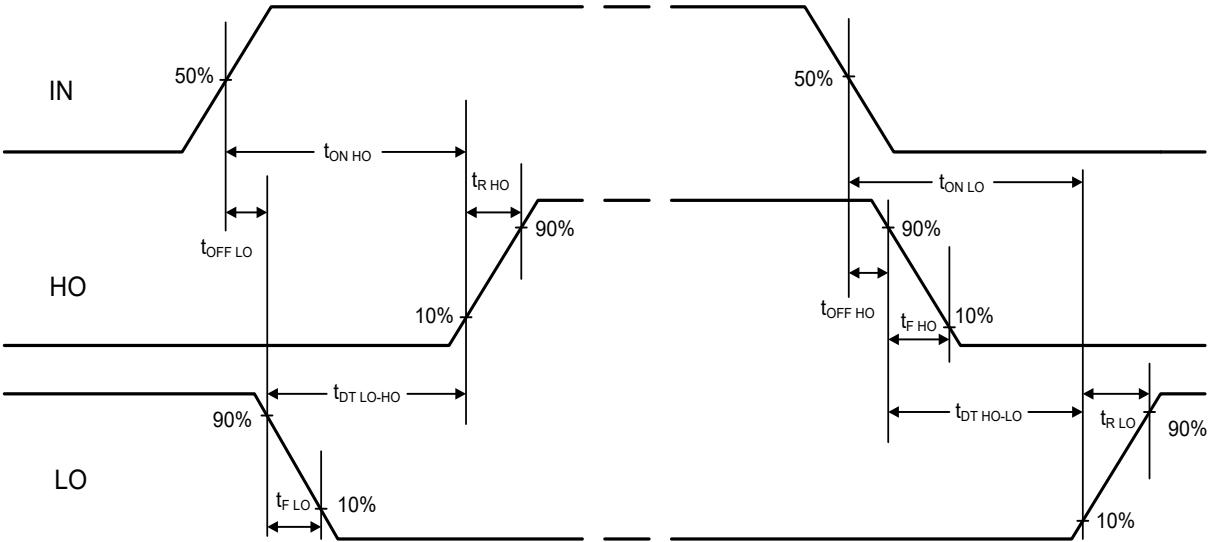 50%
50%
IN
tON HO
tR HO
tON LO
90%
90%
tOFF LO
HO
10%
tOFF HO
tF HO
10%
tDT LO-HO
tDT HO-LO
tR LO
90%
90%
LO
tF LO
10%
10%